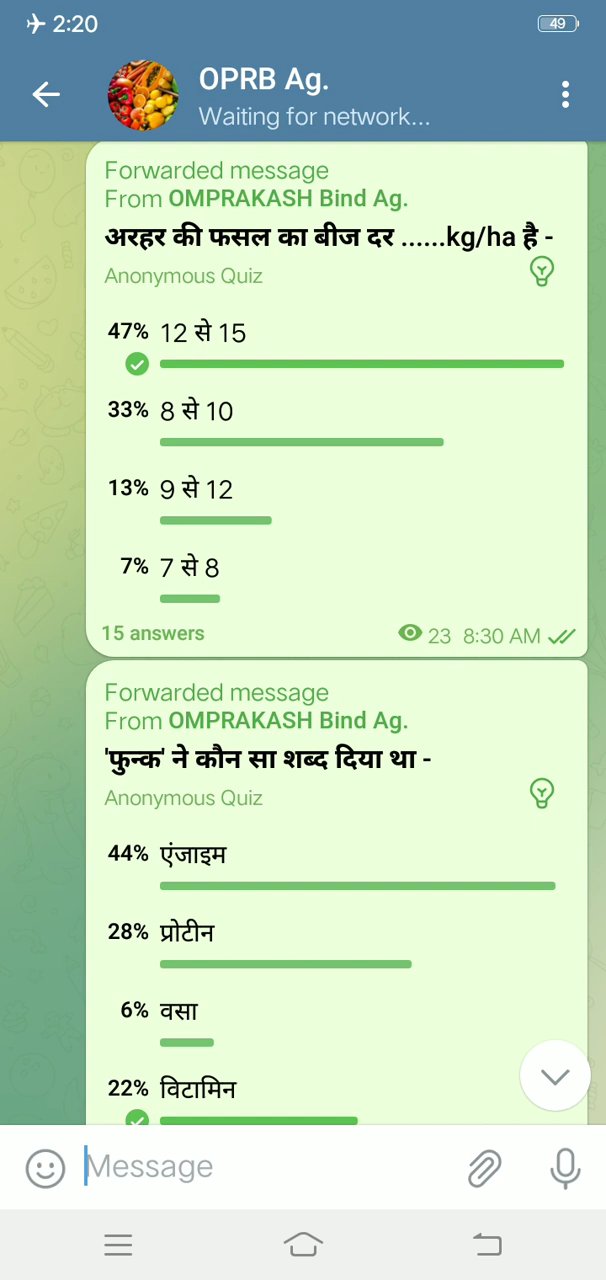 2:20
49
OPRB Ag.
Waiting for network...
Forwarded message
From OMPRAKASH Bind Ag.
अरहर की फसल का बीज दर ......kg/ha है -
Anonymous Quiz
47% 12 से 15
33% 8 से 10
13% 9 से 12
7% 7 से 8
15 answers
23 8:30 AM
Forwarded message
From OMPRAKASH Bind Ag.
'फुन्क' ने कौन सा शब्द दिया था -
Anonymous Quiz
44% एंजाइम
28% प्रोटीन
6% वसा
22% विटामिन
Message